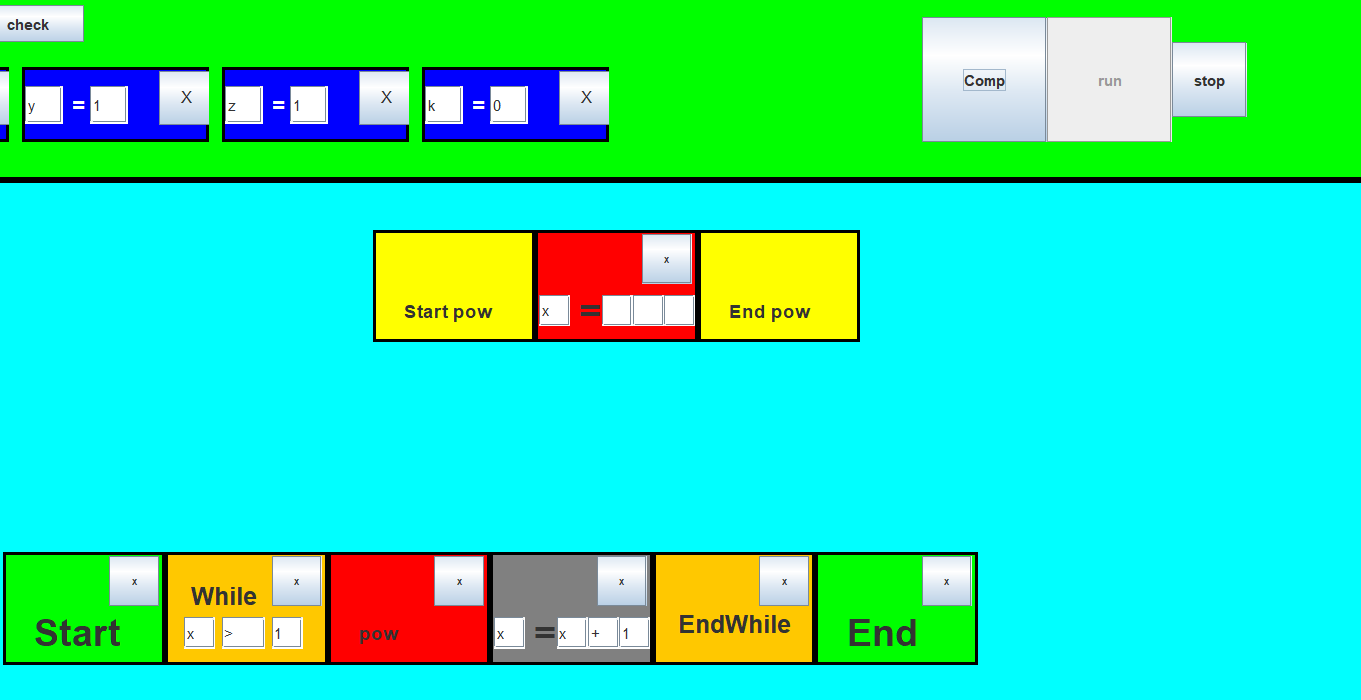 check
y = 1 X
z = 1 X
k = 0 X
Comp
run
stop
x
Start pow
x =
End pow
x
Start
x
While
x > 1
x
pow
x
x = x + 1
x
EndWhile
x
End